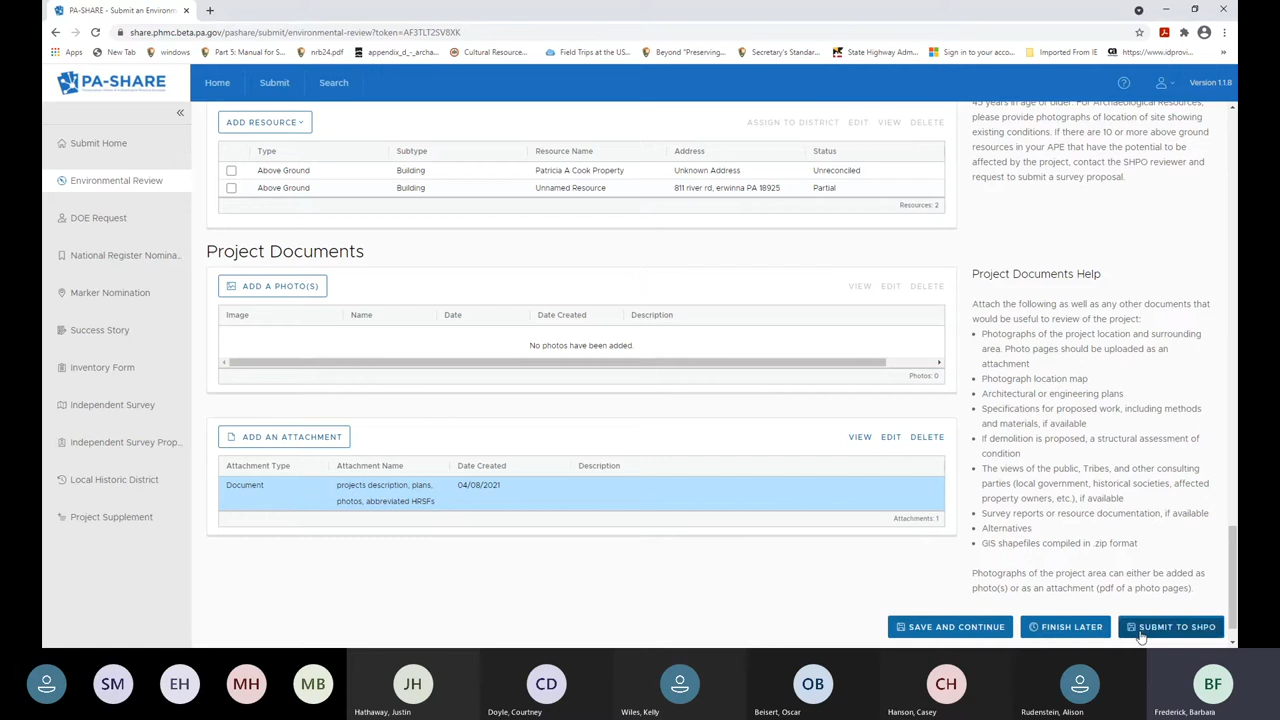 PA-SHARE - Submit an Environm
share.phmc.beta.pa.gov/pashare/submit/environmental-review?token=AF3TLT2SV8XK
Apps New Tab windows Part 5: Manual for S... nrb24.pdf appendix_d_-_archa... Cultural Resource... Field Trips at the US... Beyond "Preserving... Secretary's Standar... State Highway Adm... Sign in to your acco... Imported From IE https://www.idprovi...
PA-SHARE
Home Submit Search Version 1.1.8
Submit Home
Environmental Review
DOE Request
National Register Nomina...
Marker Nomination
Success Story
Inventory Form
Independent Survey
Independent Survey Prop...
Local Historic District
Project Supplement
ADD RESOURCE ASSIGN TO DISTRICT EDIT VIEW DELETE
Type Subtype Resource Name Address Status
Above Ground Building Patricia A Cook Property Unknown Address Unreconciled
Above Ground Building Unnamed Resource 811 river rd, erwinna PA 18925 Partial
Resources: 2
Project Documents
ADD A PHOTO(S) VIEW EDIT DELETE
Image Name Date Date Created Description
No photos have been added.
Photos: 0
ADD AN ATTACHMENT VIEW EDIT DELETE
Attachment Type Attachment Name Date Created Description
Document projects description, plans, 04/08/2021
photos, abbreviated HRSFs
Attachments: 1
45 years in age or older. For Archaeological Resources,
please provide photographs of location of site showing
existing conditions. If there are 10 or more above ground
resources in your APE that have the potential to be
affected by the project, contact the SHPO reviewer and
request to submit a survey proposal.
Project Documents Help
Attach the following as well as any other documents that
would be useful to review of the project:
• Photographs of the project location and surrounding
area. Photo pages should be uploaded as an
attachment
• Photograph location map
• Architectural or engineering plans
• Specifications for proposed work, including methods
and materials, if available
• If demolition is proposed, a structural assessment of
condition
• The views of the public, Tribes, and other consulting
parties (local government, historical societies, affected
property owners, etc.), if available
• Survey reports or resource documentation, if available
• Alternatives
• GIS shapefiles compiled in .zip format
Photographs of the project area can either be added as
photo(s) or as an attachment (pdf of a photo pages).
SAVE AND CONTINUE FINISH LATER SUBMIT TO SHPO
SM EH MH MB JH CD OB CH BF
Hathaway, Justin Doyle, Courtney Wiles, Kelly Beisert, Oscar Hanson, Casey Rudenstein, Alison Frederick, Barbara